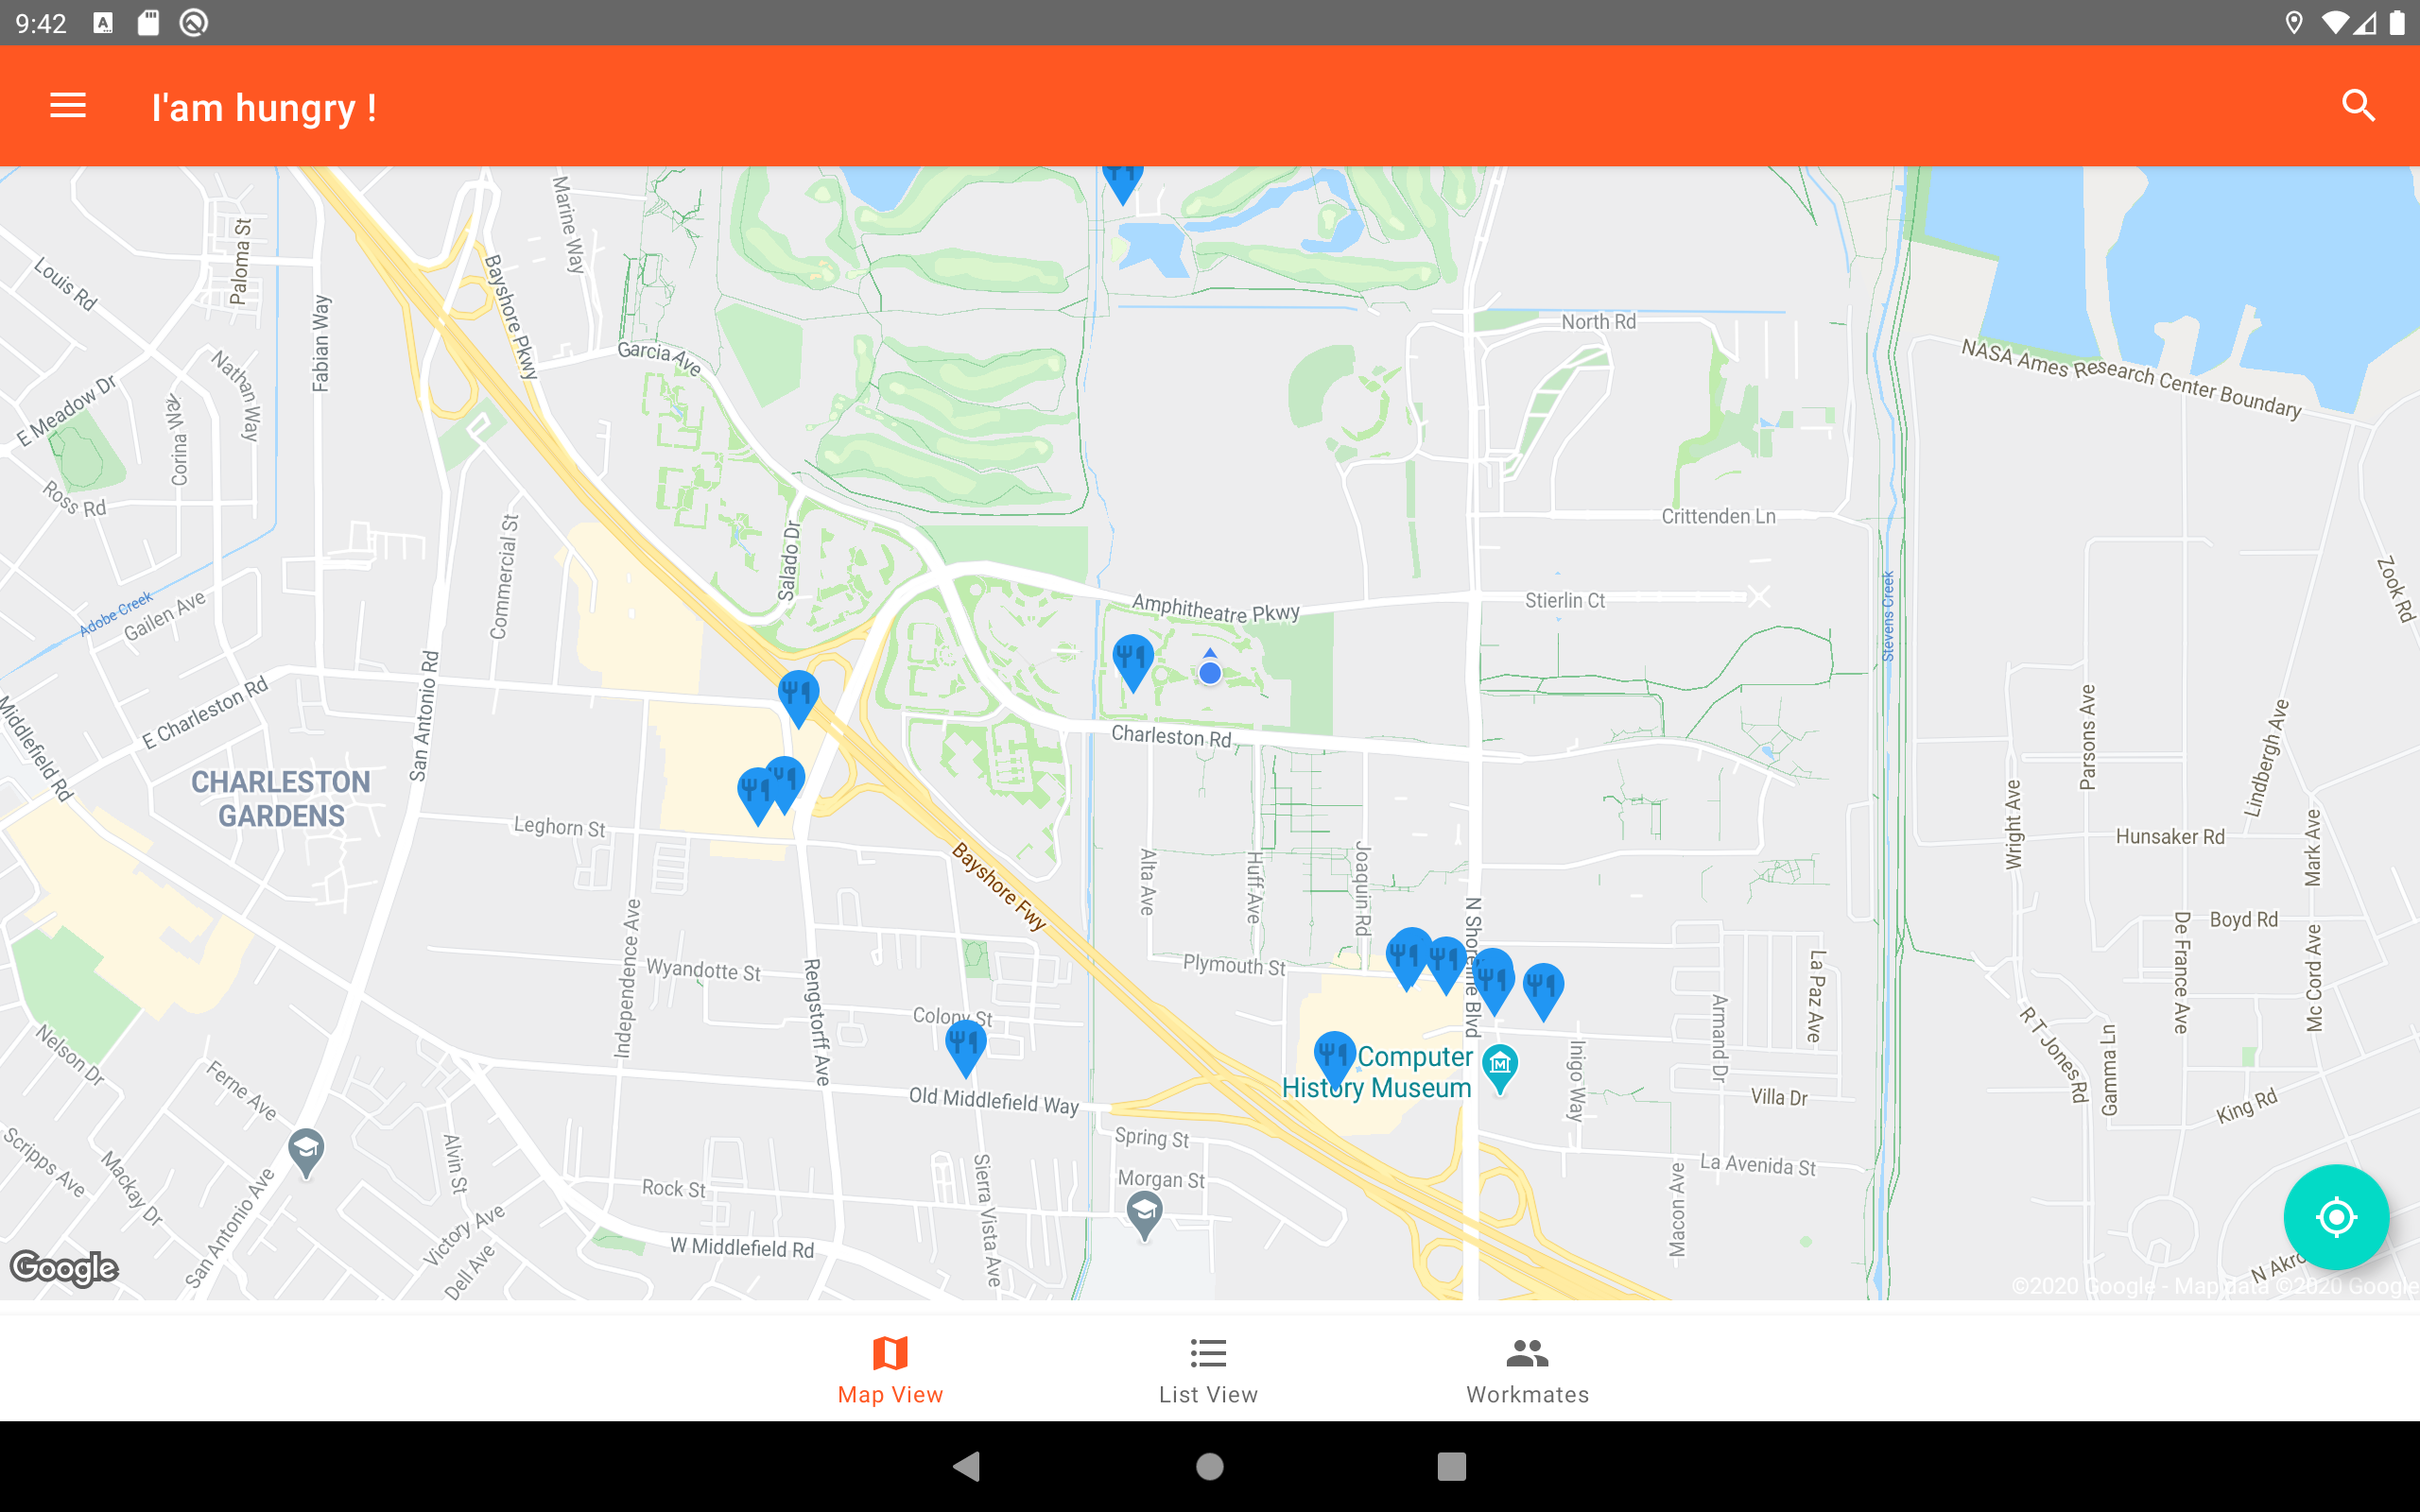 9:42
I'am hungry !
Marine Way
Paloma St
Louis Rd
Bayshore Pkwy
Fabian Way
North Rd
NASA Ames Research Center Boundary
Garcia Ave
Nathan Way
E Meadow Dr
Corina Way
Ross Rd
Commercial St
Salado Dr
Crittenden Ln
Zook Rd
Stevens Creek
Adobe Creek
Gailen Ave
Amphitheatre Pkwy
Stierlin Ct
San Antonio Rd
E Charleston Rd
Middlefield Rd
Charleston Rd
Parsons Ave
Lindbergh Ave
CHARLESTON
GARDENS
Wright Ave
Leghorn St
Hunsaker Rd
Mark Ave
Bayshore Fwy
Alta Ave
Huff Ave
Joaquin Rd
N Shoreline Blvd
Boyd Rd
De France Ave
Mc Cord Ave
Independence Ave
Wyandotte St
Rengstorff Ave
Plymouth St
La Paz Ave
Armand Dr
Colony St
R T Jones Rd
Gamma Ln
Nelson Dr
Ferne Ave
Computer
History Museum
Inigo Way
Villa Dr
King Rd
Old Middlefield Way
Spring St
Scripps Ave
Mackay Dr
Alvin St
La Avenida St
Macon Ave
Rock St
Sierra Vista Ave
Morgan St
San Antonio Ave
Victory Ave
Dell Ave
W Middlefield Rd
N Akro
Google
©2020 Google - Map data ©2020 Google
Map View
List View
Workmates